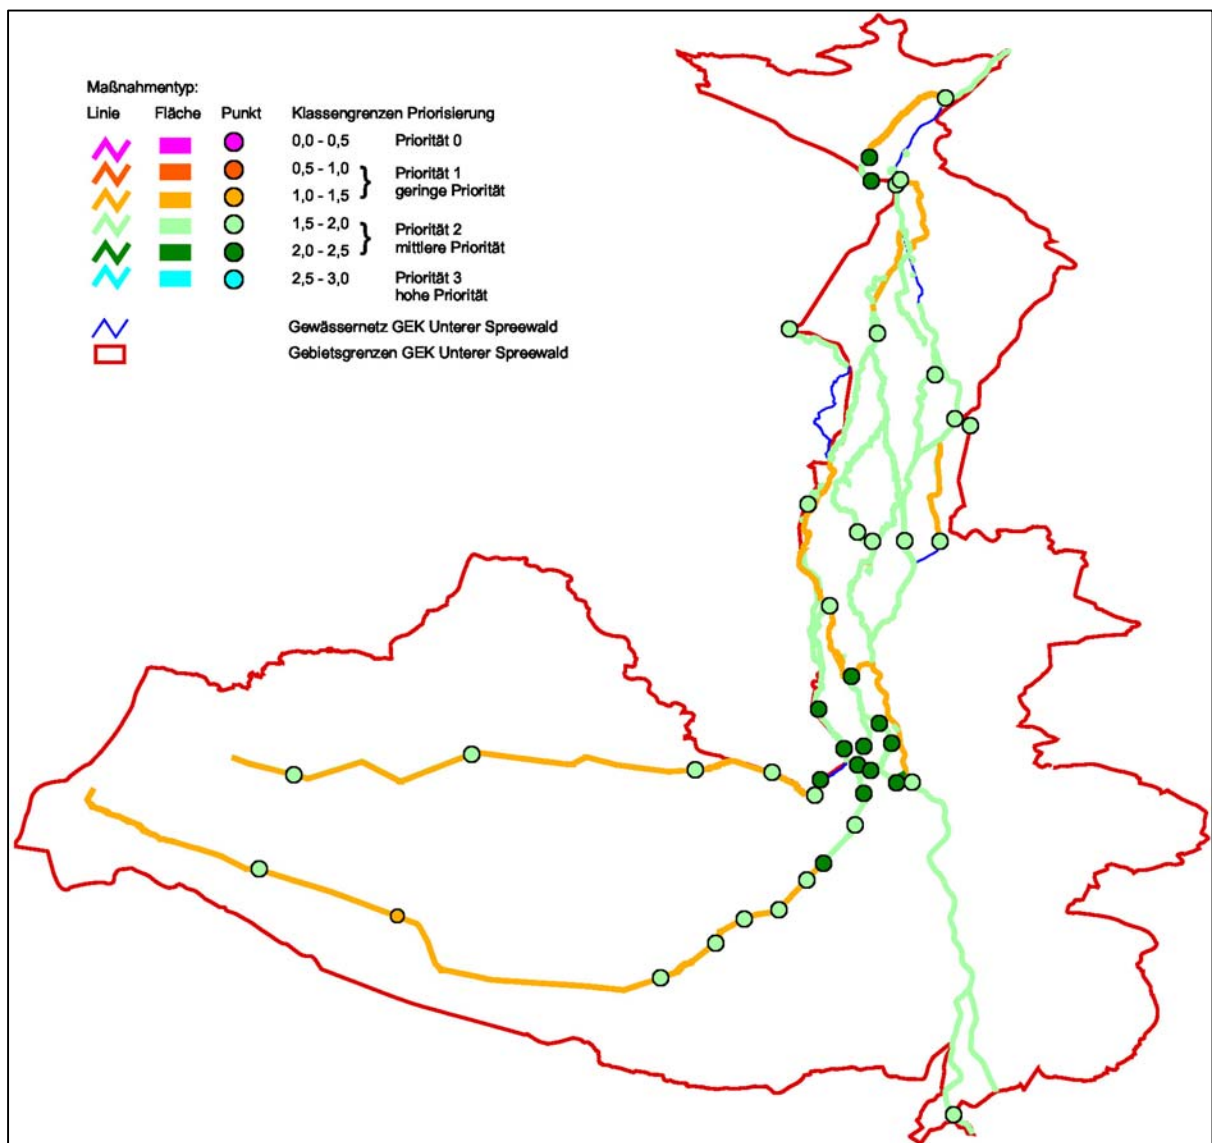 Maßnahmentyp:
Linie Fläche Punkt Klassengrenzen Priorisierung
0,0 - 0,5 Priorität 0
0,5 - 1,0 } Priorität 1
1,0 - 1,5 geringe Priorität
1,5 - 2,0 } Priorität 2
2,0 - 2,5 mittlere Priorität
2,5 - 3,0 Priorität 3
hohe Priorität
Gewässernetz GEK Unterer Spreewald
Gebietsgrenzen GEK Unterer Spreewald